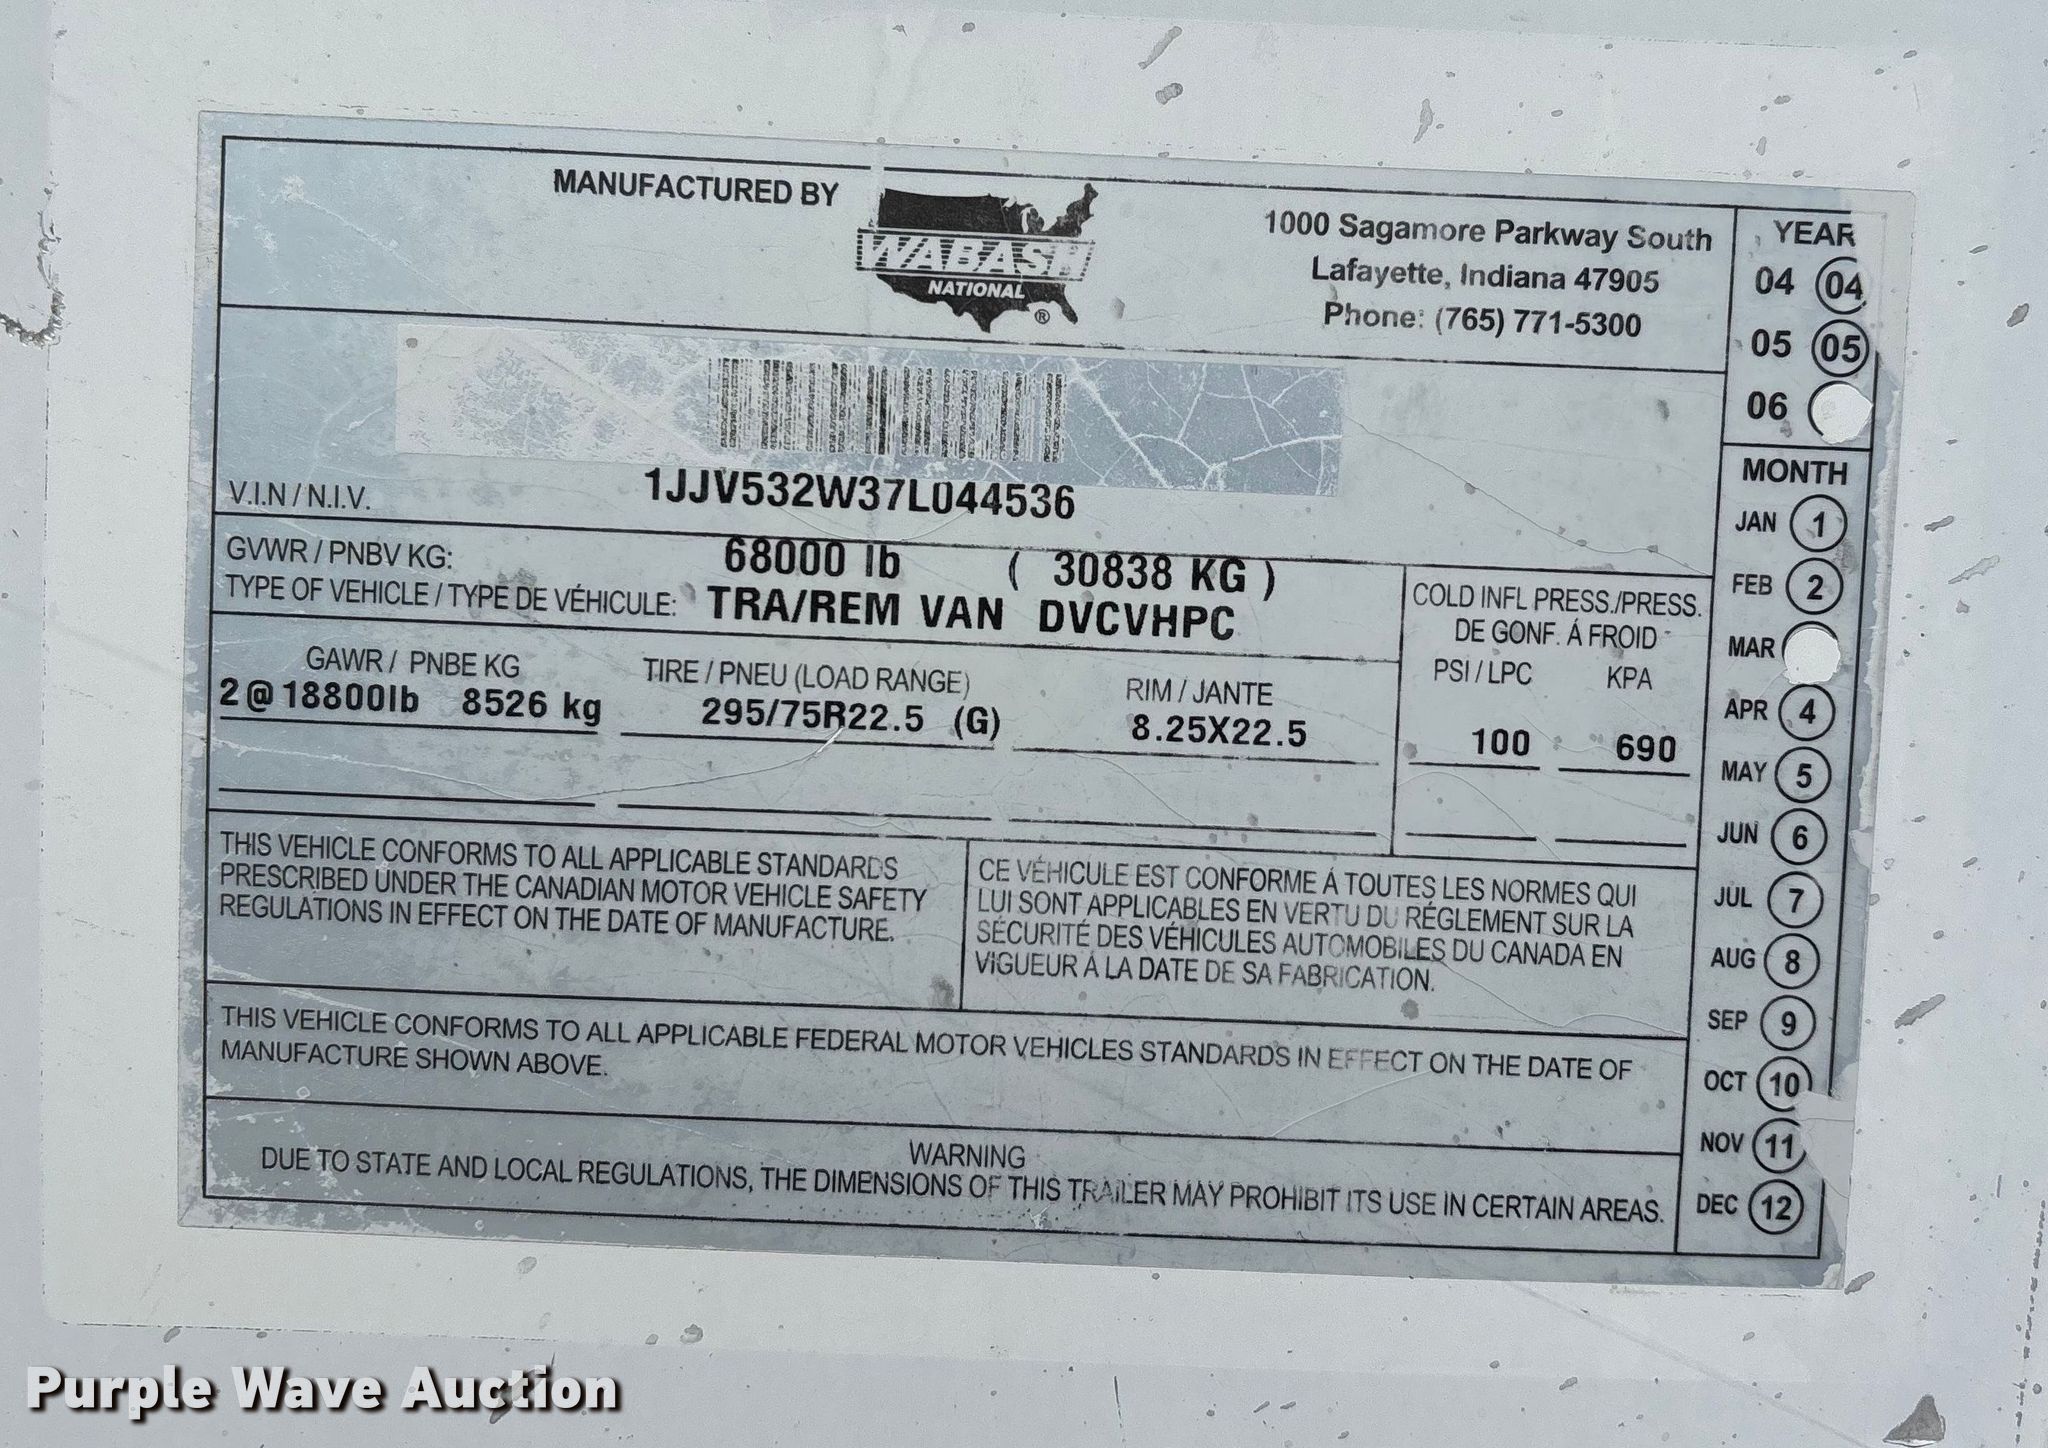 MANUFACTURED BY
WABASH
NATIONAL
®
1000 Sagamore Parkway South
Lafayette, Indiana 47905
Phone: (765) 771-5300
YEAR
04 04
05 05
06
V.I.N / N.I.V.
1JJV532W37L044536
GVWR / PNBV KG: 68000 lb ( 30838 KG )
TYPE OF VEHICLE / TYPE DE VÉHICULE: TRA/REM VAN DVCVHPC
GAWR / PNBE KG
2@18800lb 8526 kg
TIRE / PNEU (LOAD RANGE)
295/75R22.5 (G)
RIM / JANTE
8.25X22.5
COLD INFL PRESS./PRESS.
DE GONF. Á FROID
PSI / LPC KPA
100 690
MONTH
JAN 1
FEB 2
MAR
APR 4
MAY 5
JUN 6
JUL 7
AUG 8
SEP 9
OCT 10
NOV 11
DEC 12
THIS VEHICLE CONFORMS TO ALL APPLICABLE STANDARDS
PRESCRIBED UNDER THE CANADIAN MOTOR VEHICLE SAFETY
REGULATIONS IN EFFECT ON THE DATE OF MANUFACTURE.
CE VÉHICULE EST CONFORME Á TOUTES LES NORMES QUI
LUI SONT APPLICABLES EN VERTU DU RÉGLEMENT SUR LA
SÉCURITÉ DES VÉHICULES AUTOMOBILES DU CANADA EN
VIGUEUR Á LA DATE DE SA FABRICATION.
THIS VEHICLE CONFORMS TO ALL APPLICABLE FEDERAL MOTOR VEHICLES STANDARDS IN EFFECT ON THE DATE OF
MANUFACTURE SHOWN ABOVE.
WARNING
DUE TO STATE AND LOCAL REGULATIONS, THE DIMENSIONS OF THIS TRAILER MAY PROHIBIT ITS USE IN CERTAIN AREAS.
Purple Wave Auction